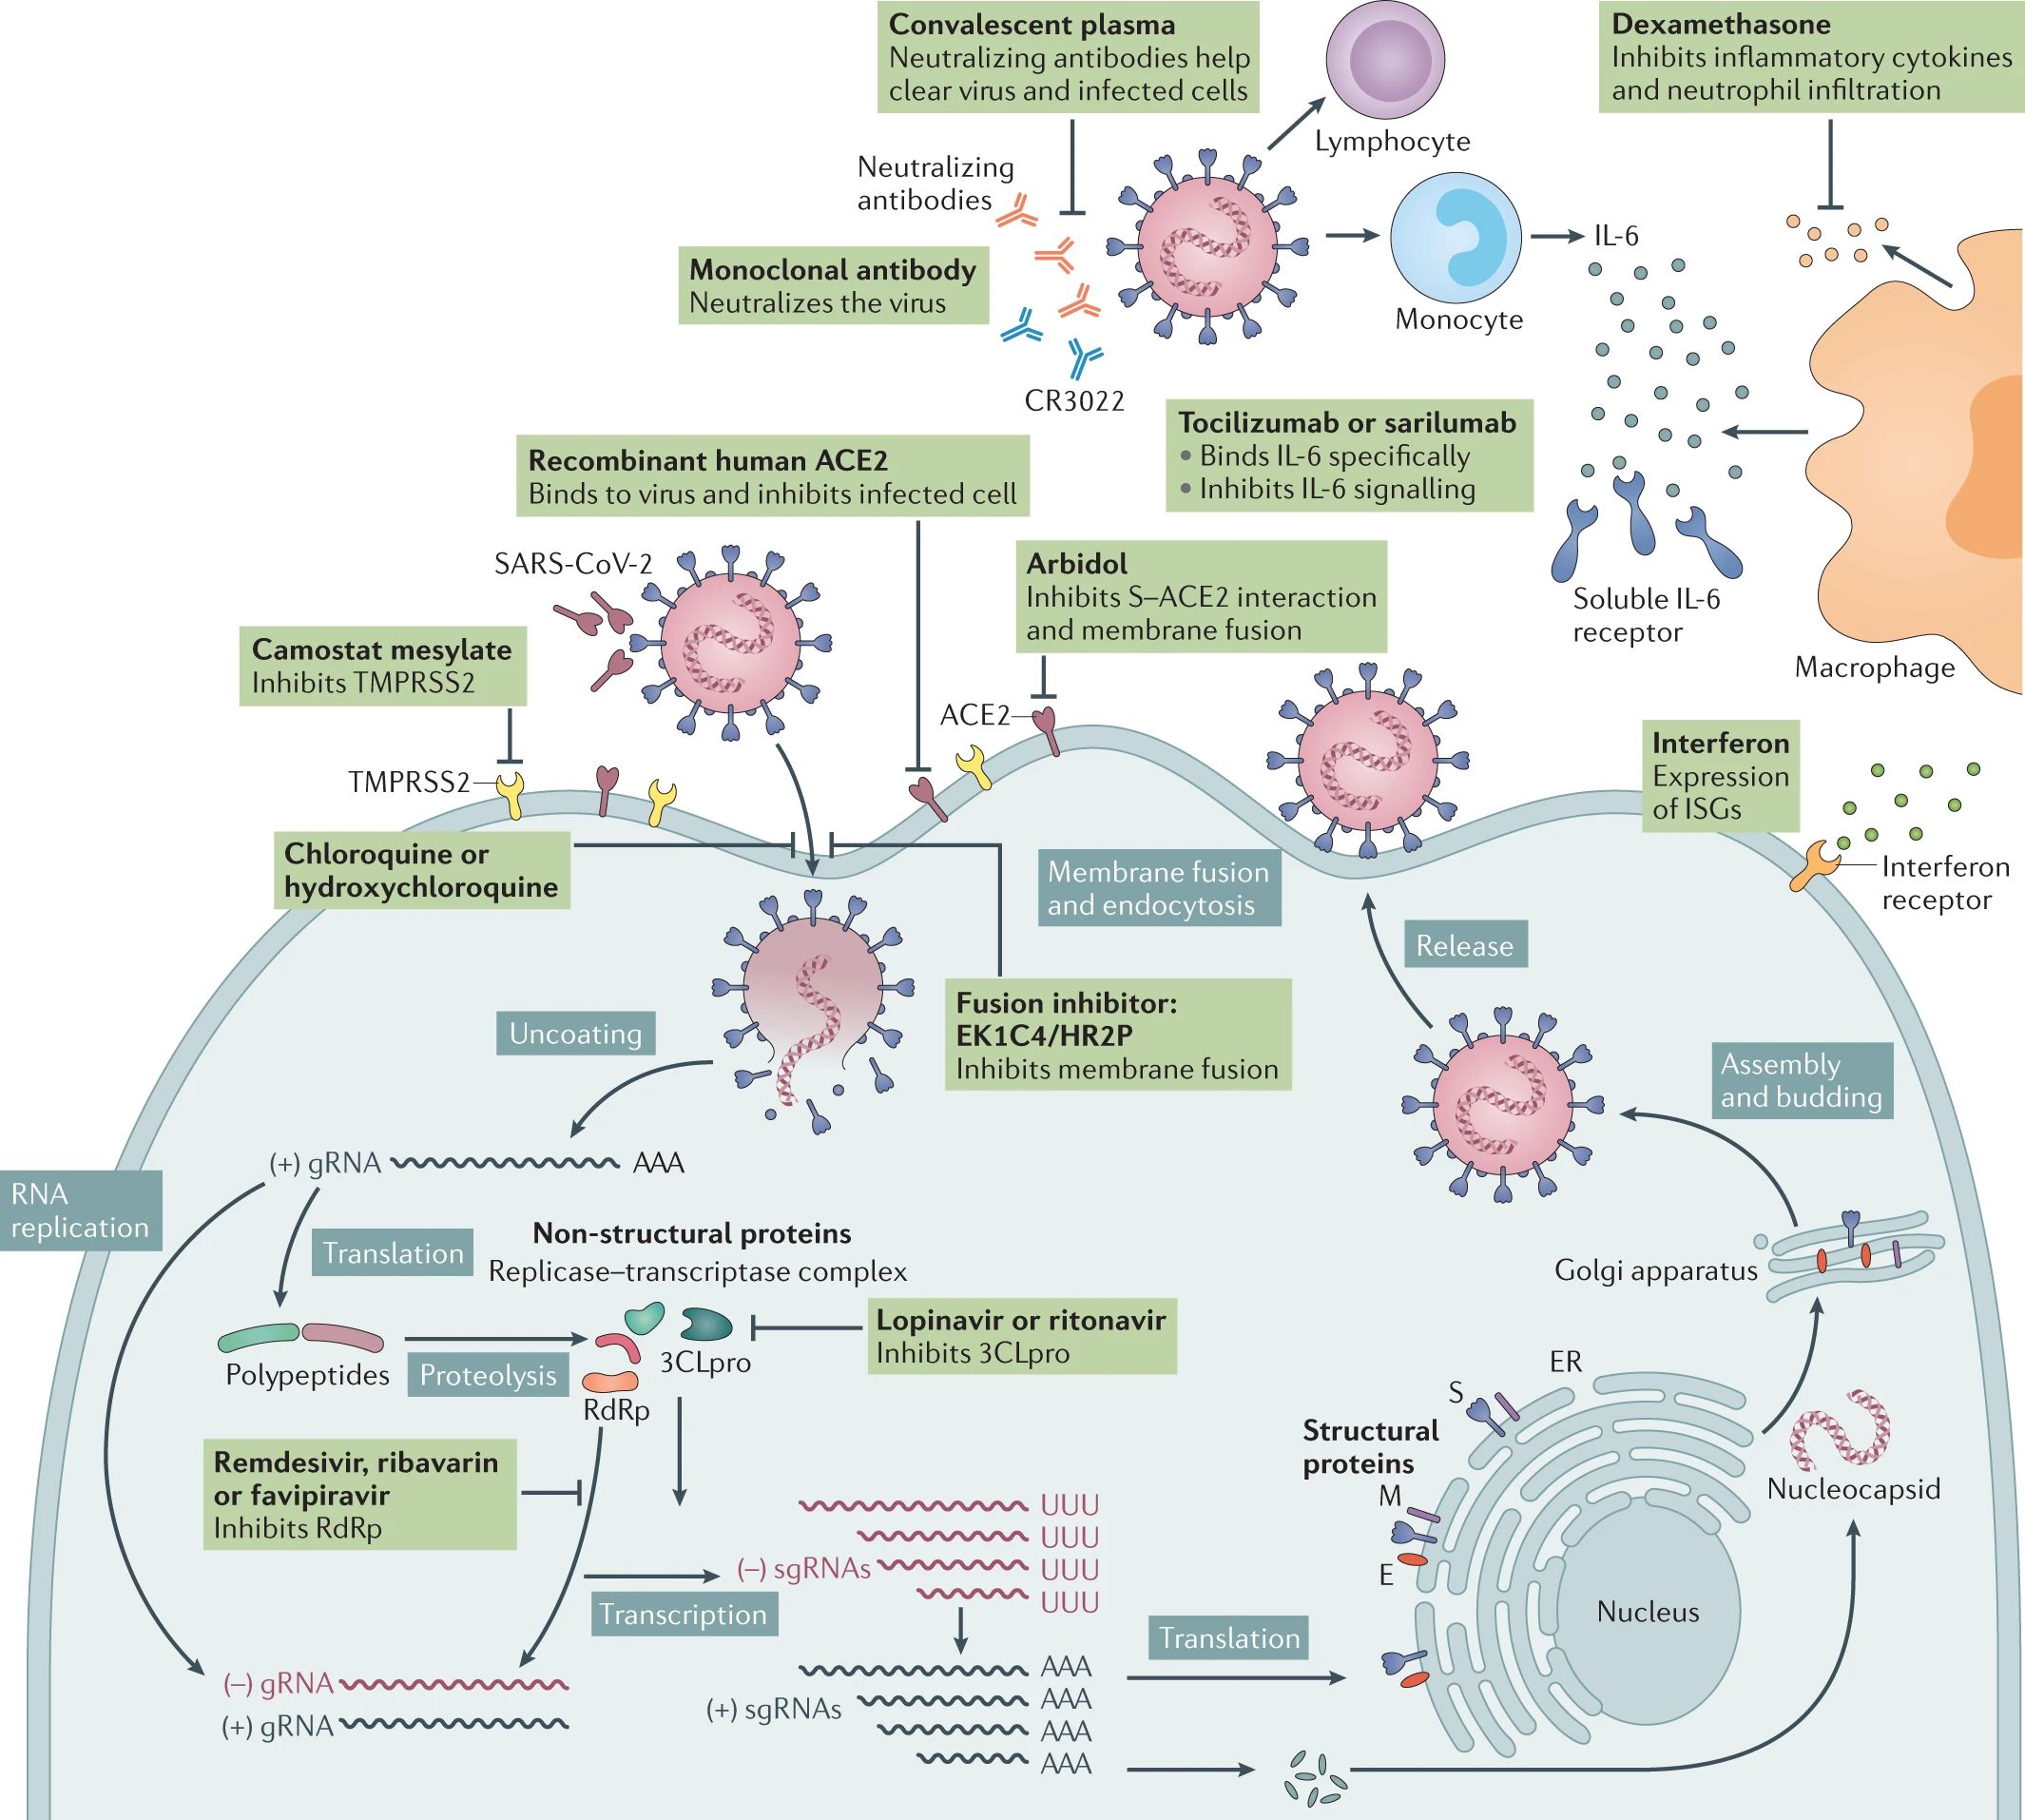 Convalescent plasma
Neutralizing antibodies help
clear virus and infected cells
Lymphocyte
Dexamethasone
Inhibits inflammatory cytokines
and neutrophil infiltration
Neutralizing
antibodies
Monoclonal antibody
Neutralizes the virus
CR3022
Monocyte
IL-6
Tocilizumab or sarilumab
• Binds IL-6 specifically
• Inhibits IL-6 signalling
Soluble IL-6
receptor
Macrophage
Recombinant human ACE2
Binds to virus and inhibits infected cell
SARS-CoV-2
Arbidol
Inhibits S–ACE2 interaction
and membrane fusion
Camostat mesylate
Inhibits TMPRSS2
TMPRSS2
ACE2
Interferon
Expression
of ISGs
Interferon
receptor
Chloroquine or
hydroxychloroquine
Membrane fusion
and endocytosis
Release
Fusion inhibitor:
EK1C4/HR2P
Inhibits membrane fusion
Uncoating
Assembly
and budding
(+) gRNA AAA
RNA
replication
Translation
Non-structural proteins
Replicase–transcriptase complex
Golgi apparatus
Polypeptides
Proteolysis
3CLpro
RdRp
Lopinavir or ritonavir
Inhibits 3CLpro
Remdesivir, ribavarin
or favipiravir
Inhibits RdRp
ER
S
Structural
proteins
M
E
Nucleocapsid
Nucleus
UUU
UUU
(–) sgRNAs UUU
UUU
Transcription
Translation
AAA
(+) sgRNAs AAA
AAA
AAA
(–) gRNA
(+) gRNA